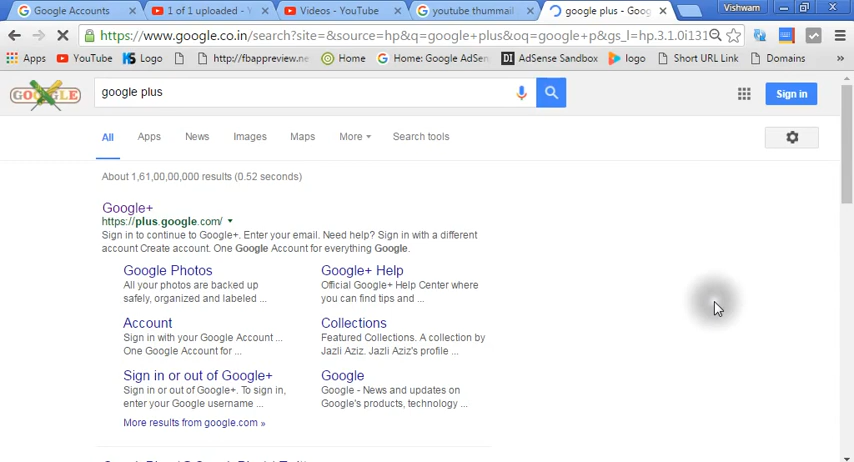 Google Accounts
1 of 1 uploaded - Y
Videos - YouTube
youtube thummail
google plus - Goog
Vishwam
https://www.google.co.in/search?site=&source=hp&q=google+plus&oq=google+p&gs_l=hp.3.1.0i131
Apps
YouTube
Logo
http://fbappreview.ne
Home
Home: Google AdSen
AdSense Sandbox
logo
Short URL Link
Domains
GOOGLE
google plus
Sign in
All
Apps
News
Images
Maps
More
Search tools
About 1,61,00,00,000 results (0.52 seconds)
Google+
https://plus.google.com/
Sign in to continue to Google+. Enter your email. Need help? Sign in with a different
account Create account. One Google Account for everything Google.
Google Photos
All your photos are backed up
safely, organized and labeled ...
Google+ Help
Official Google+ Help Center where
you can find tips and ...
Account
Sign in with your Google Account ...
One Google Account for ...
Collections
Featured Collections. A collection by
Jazli Aziz. Jazli Aziz's profile ...
Sign in or out of Google+
Sign in or out of Google+. To sign in,
enter your Google username ...
Google
Google - News and updates on
Google's products, technology ...
More results from google.com »